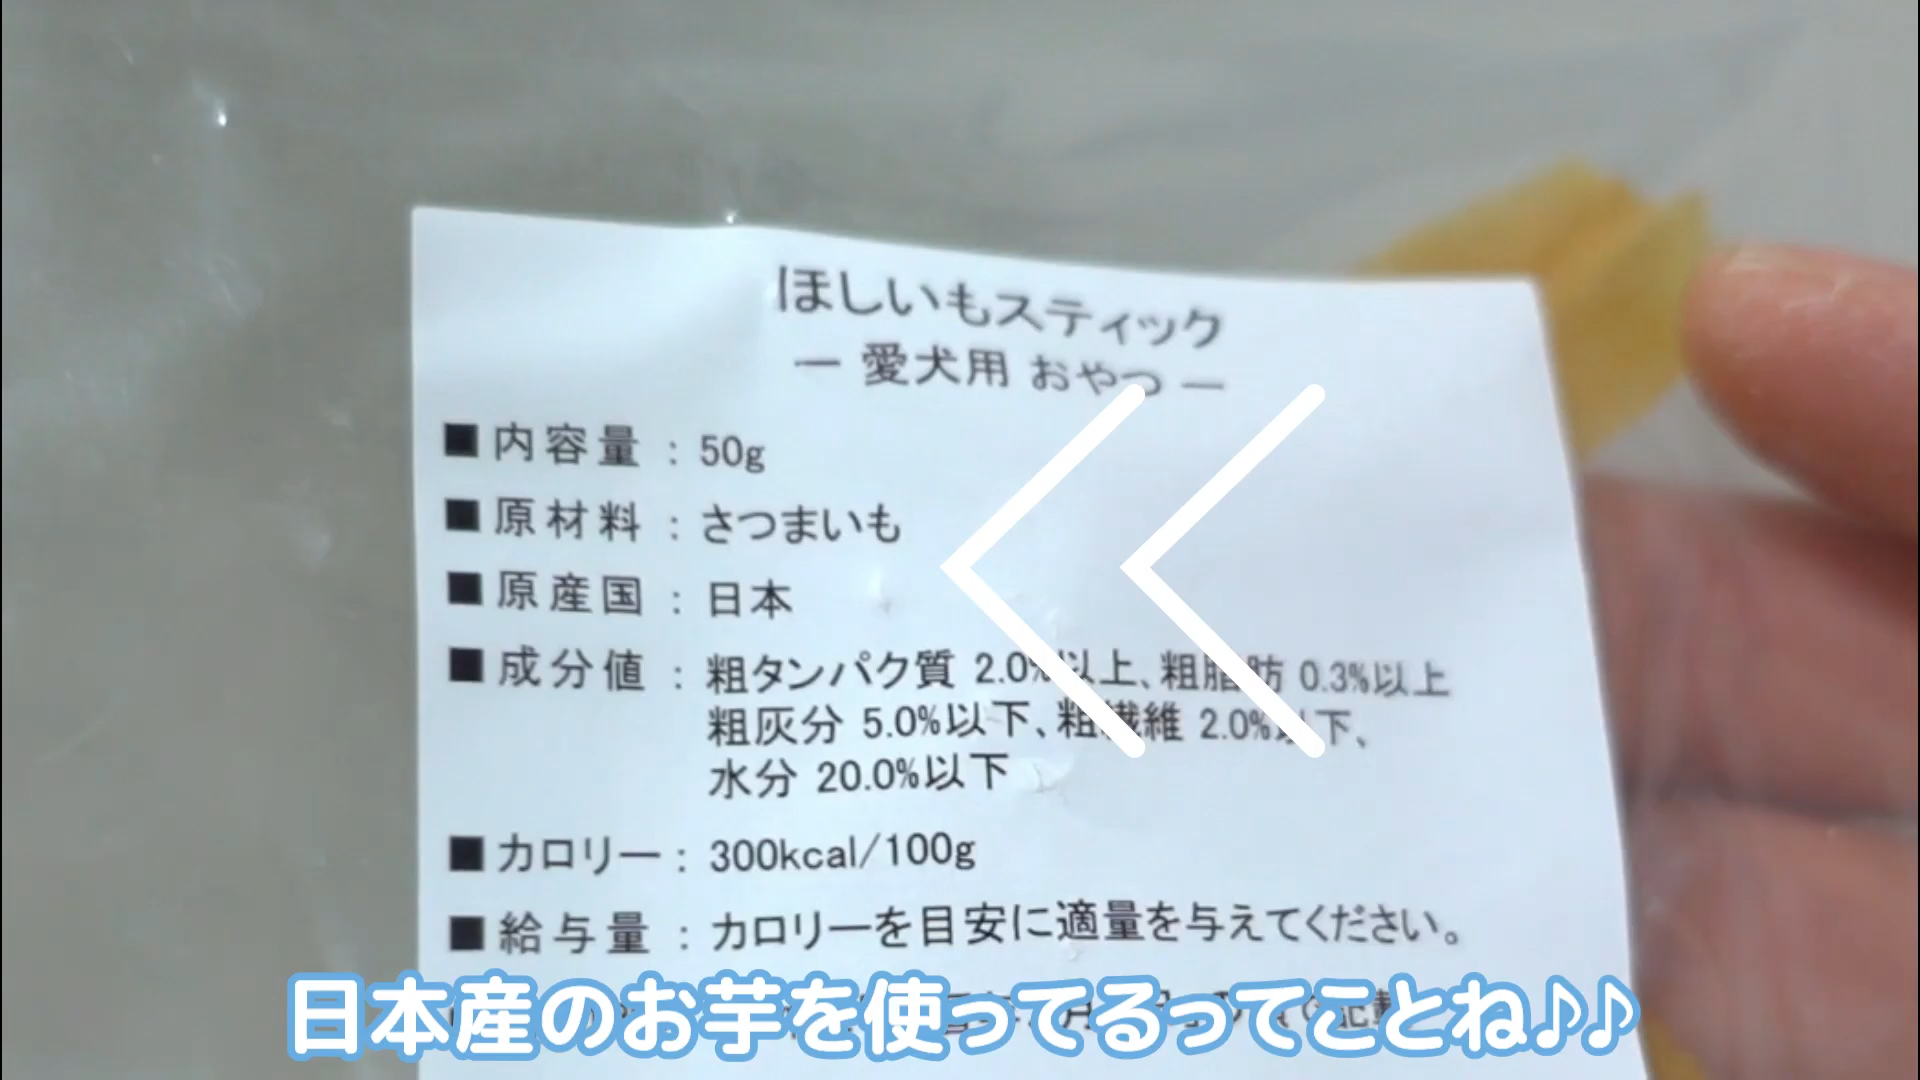 ほしいもスティック
ー 愛犬用 おやつ ー
■内容量：50g
■原材料：さつまいも
■原産国：日本
■成分値：粗タンパク質 2.0%以上、粗脂肪 0.3%以上
粗灰分 5.0%以下、粗繊維 2.0%以下、
水分 20.0%以下
■カロリー：300kcal/100g
■給与量：カロリーを目安に適量を与えてください。
日本産のお芋を使ってるってことね♪♪